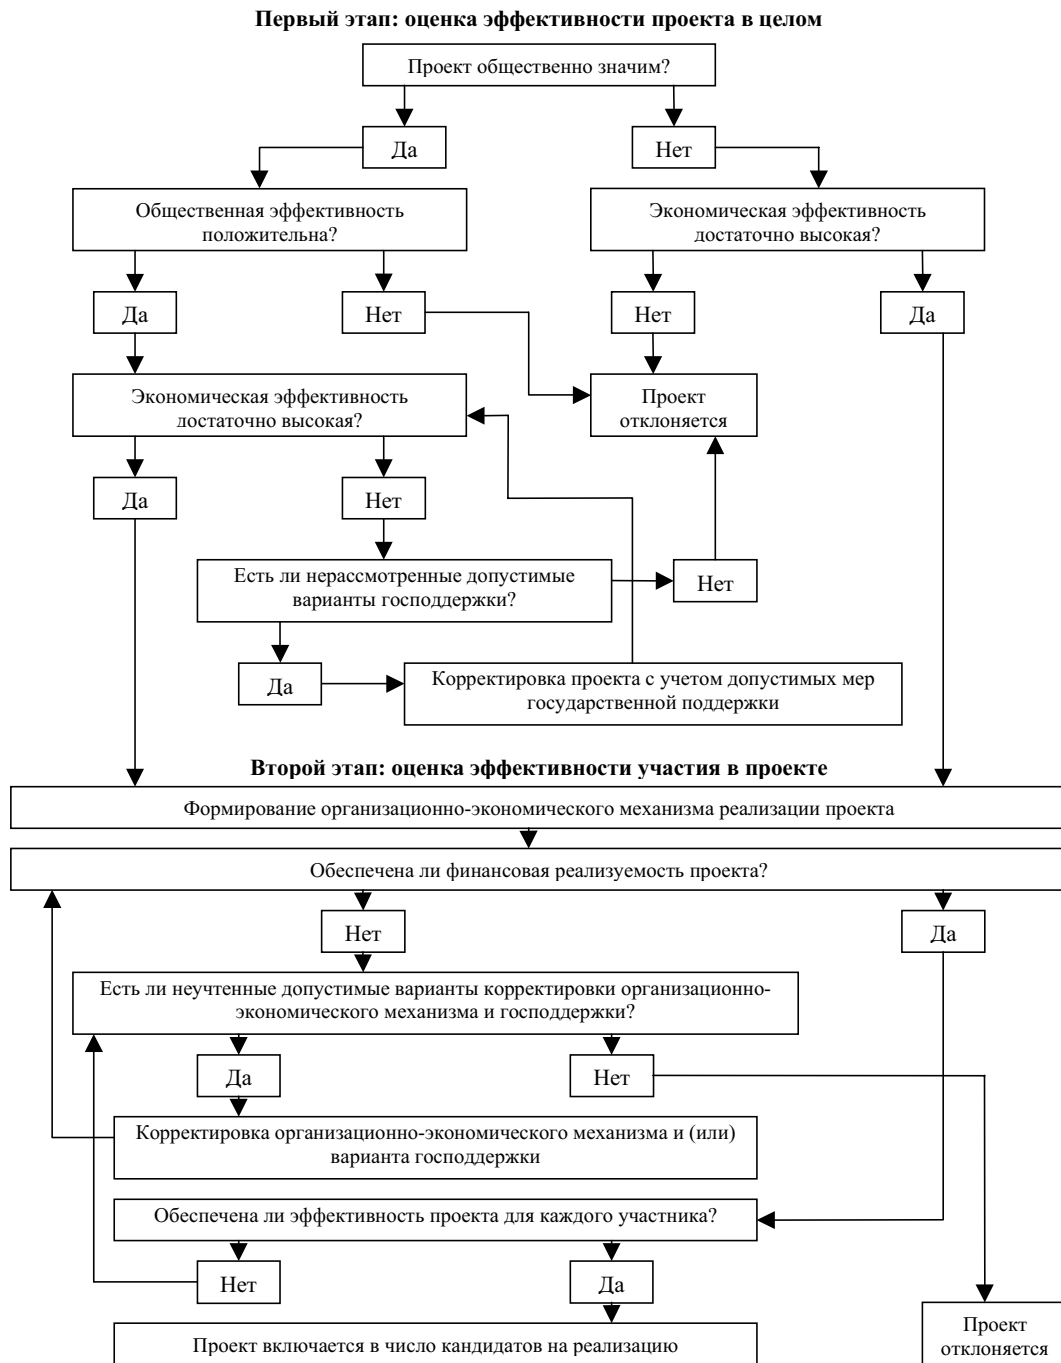 Первый этап: оценка эффективности проекта в целом
Проект общественно значим?
Да
Нет
Общественная эффективность
положительна?
Экономическая эффективность
достаточно высокая?
Да
Нет
Нет
Да
Экономическая эффективность
достаточно высокая?
Проект
отклоняется
Да
Нет
Есть ли нерассмотренные допустимые
варианты господдержки?
Нет
Да
Корректировка проекта с учетом допустимых мер
государственной поддержки
Второй этап: оценка эффективности участия в проекте
Формирование организационно-экономического механизма реализации проекта
Обеспечена ли финансовая реализуемость проекта?
Нет
Да
Есть ли неучтенные допустимые варианты корректировки организационно-
экономического механизма и господдержки?
Да
Нет
Корректировка организационно-экономического механизма и (или)
варианта господдержки
Обеспечена ли эффективность проекта для каждого участника?
Нет
Да
Проект включается в число кандидатов на реализацию
Проект
отклоняется